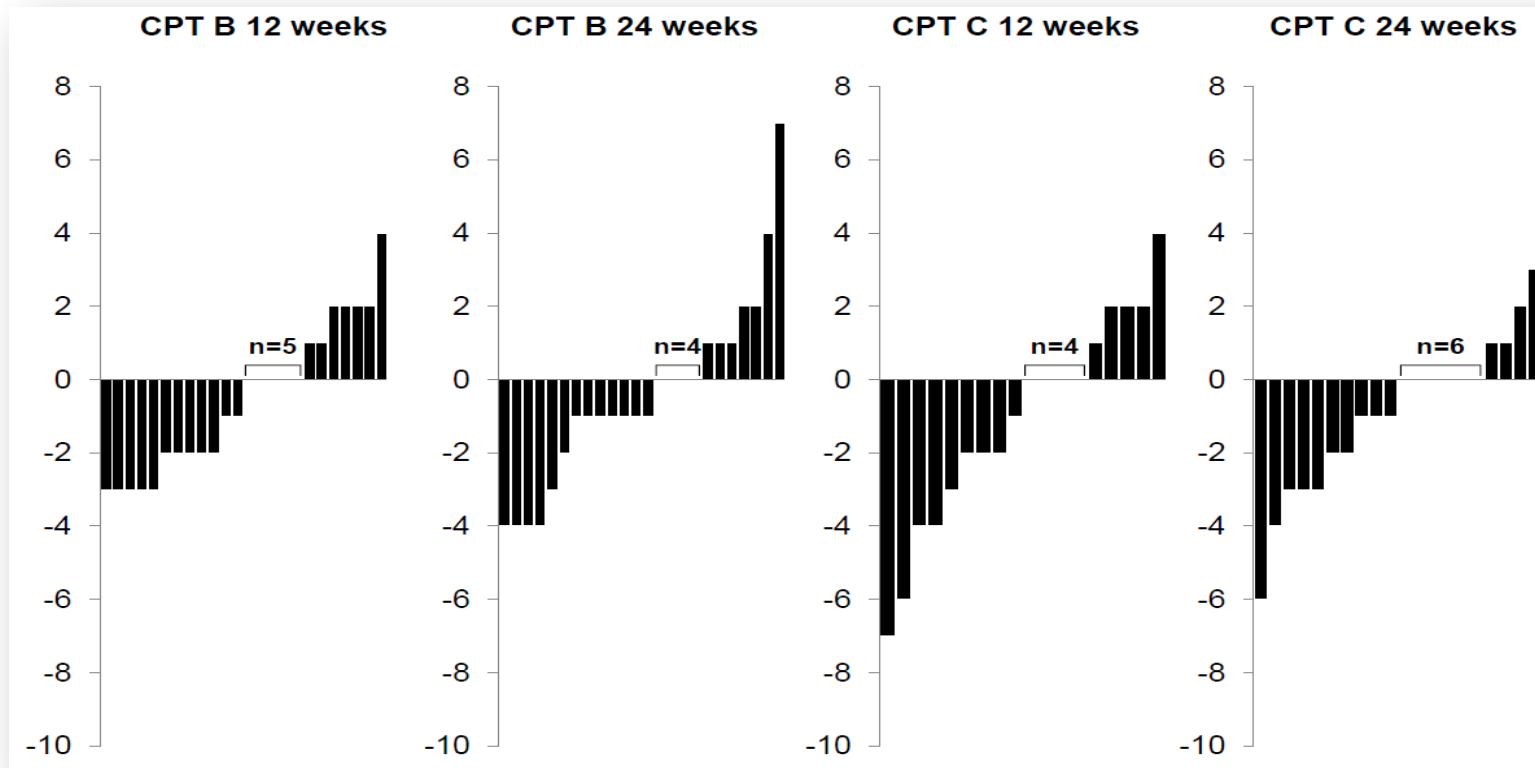 CPT B 12 weeks CPT B 24 weeks CPT C 12 weeks CPT C 24 weeks
8 8 8 8
6 6 6 6
4 4 4 4
2 2 2 2
n=5 n=4 n=4 n=6
0 0 0 0
-2 -2 -2 -2
-4 -4 -4 -4
-6 -6 -6 -6
-8 -8 -8 -8
-10 -10 -10 -10